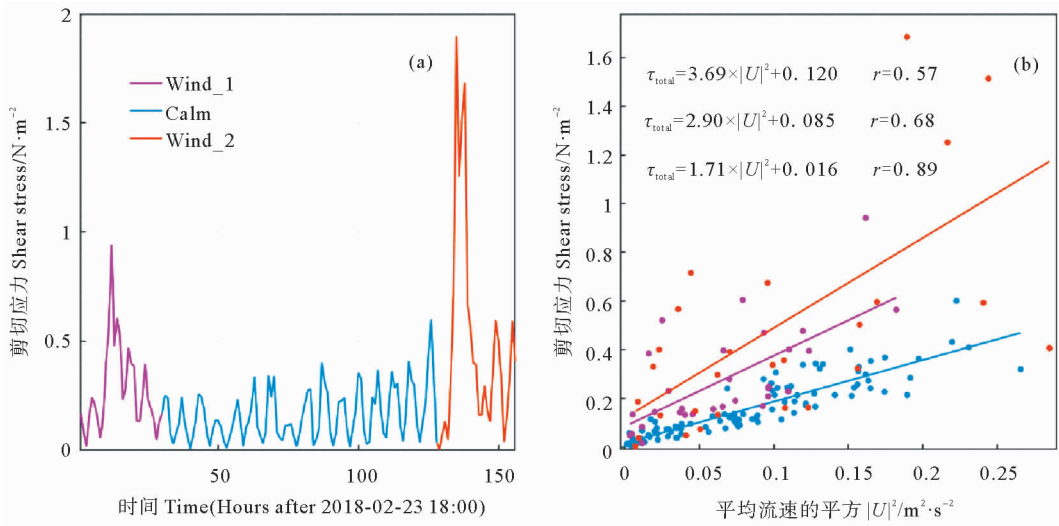 2
1.5
1
0.5
0
50
100
150
剪切应力 Shear stress/N·m⁻²
时间 Time(Hours after 2018-02-23 18:00)
(a)
Wind_1
Calm
Wind_2
1.6
1.4
1.2
1
0.8
0.6
0.4
0.2
0
0
0.05
0.1
0.15
0.2
0.25
剪切应力 Shear stress/N·m⁻²
平均流速的平方 |U|²/m²·s⁻²
(b)
τtotal=3.69×|U|²+0.120 r=0.57
τtotal=2.90×|U|²+0.085 r=0.68
τtotal=1.71×|U|²+0.016 r=0.89